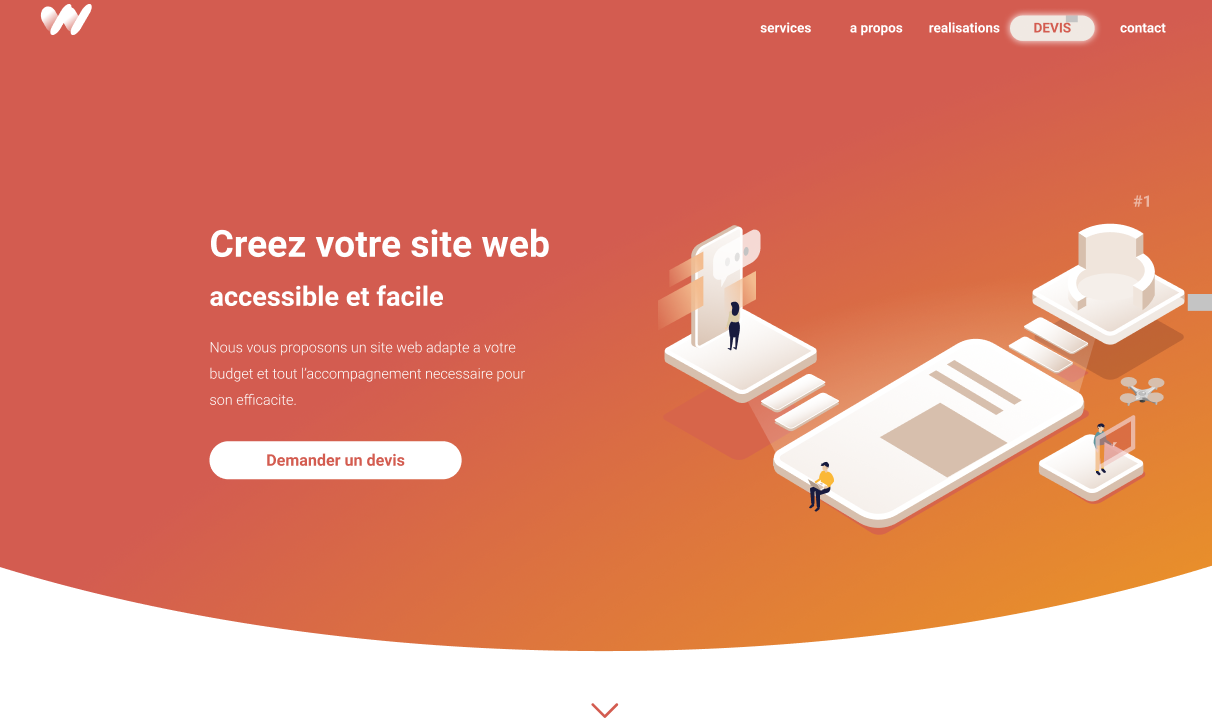 services a propos realisations DEVIS contact
#1
Creez votre site web
accessible et facile
Nous vous proposons un site web adapte a votre
budget et tout l'accompagnement necessaire pour
son efficacite.
Demander un devis